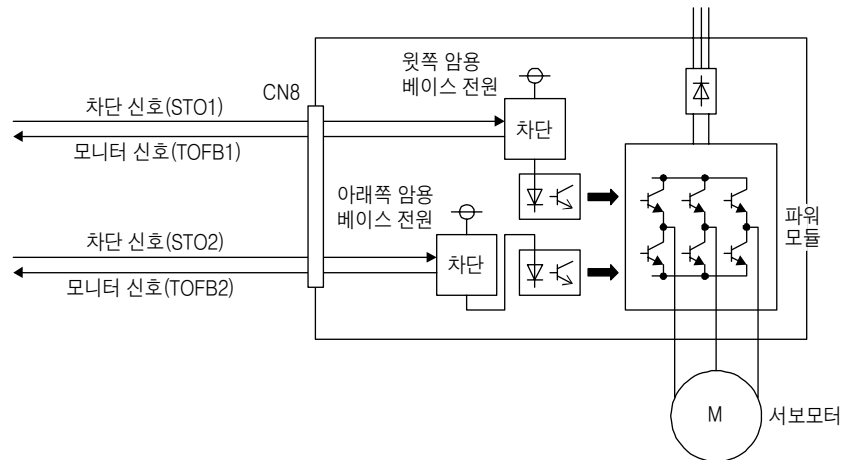 윗쪽 암용
베이스 전원
CN8
차단 신호(STO1)
차단
모니터 신호(TOFB1)
아래쪽 암용
베이스 전원
파워
모듈
차단 신호(STO2)
차단
모니터 신호(TOFB2)
M
서보모터